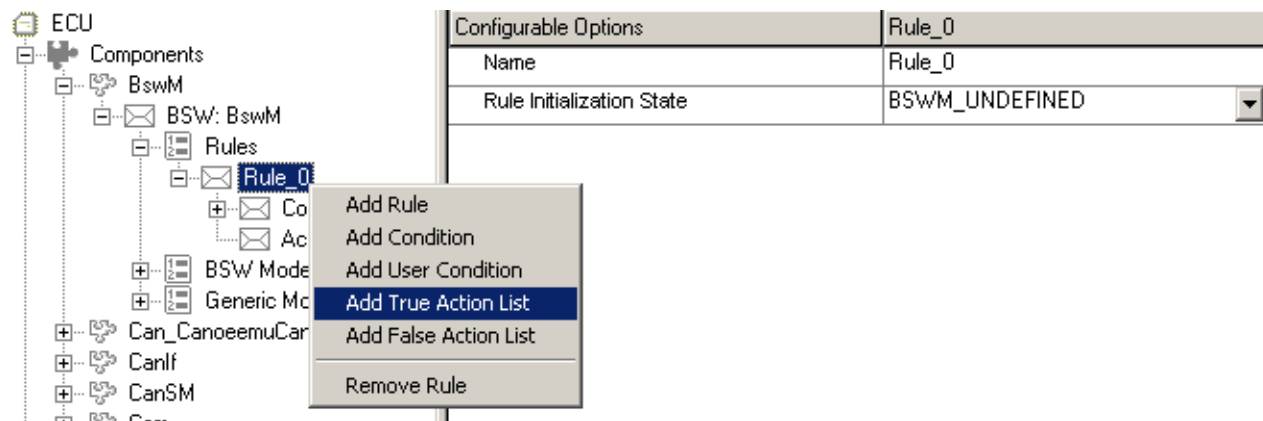 ECU
Components
BswM
BSW: BswM
Rules
Rule_0
Co
Ac
BSW Mode
Generic Mo
Can_CanoeemuCan
CanIf
CanSM
Configurable Options Rule_0
Name Rule_0
Rule Initialization State BSWM_UNDEFINED
Add Rule
Add Condition
Add User Condition
Add True Action List
Add False Action List
Remove Rule